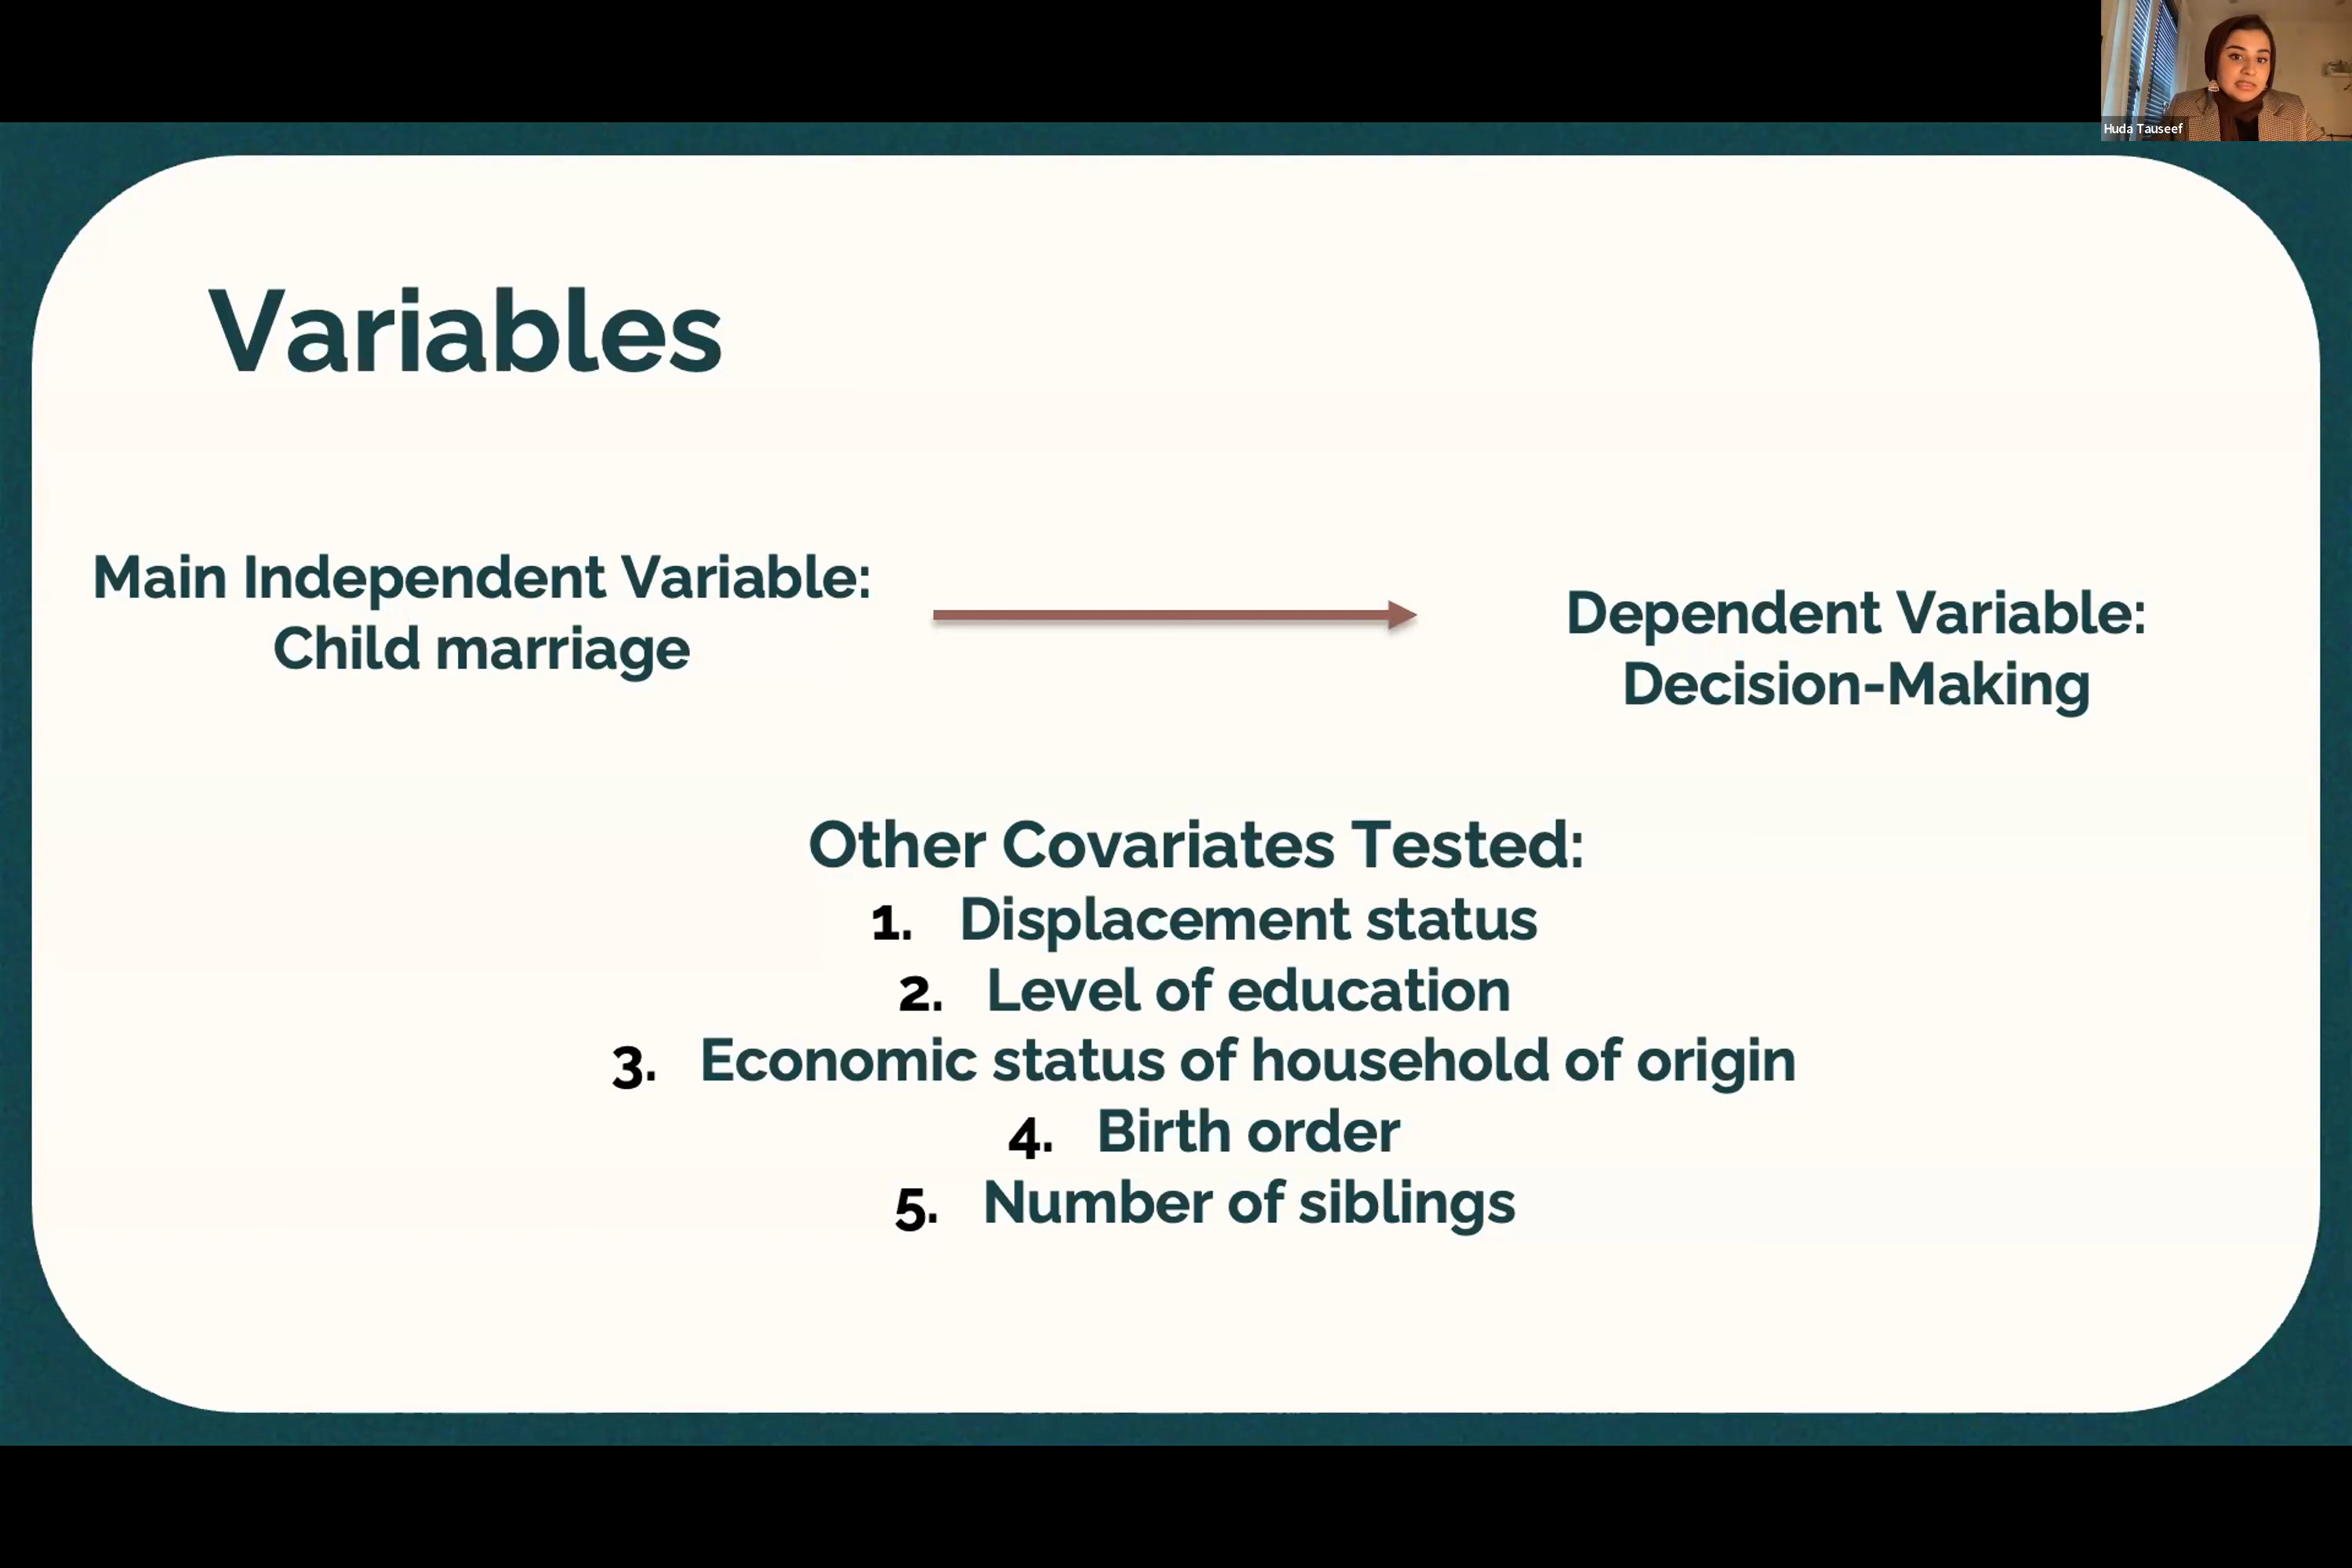 Huda Tauseef
Variables
Main Independent Variable:
Child marriage
Dependent Variable:
Decision-Making
Other Covariates Tested:
1. Displacement status
2. Level of education
3. Economic status of household of origin
4. Birth order
5. Number of siblings